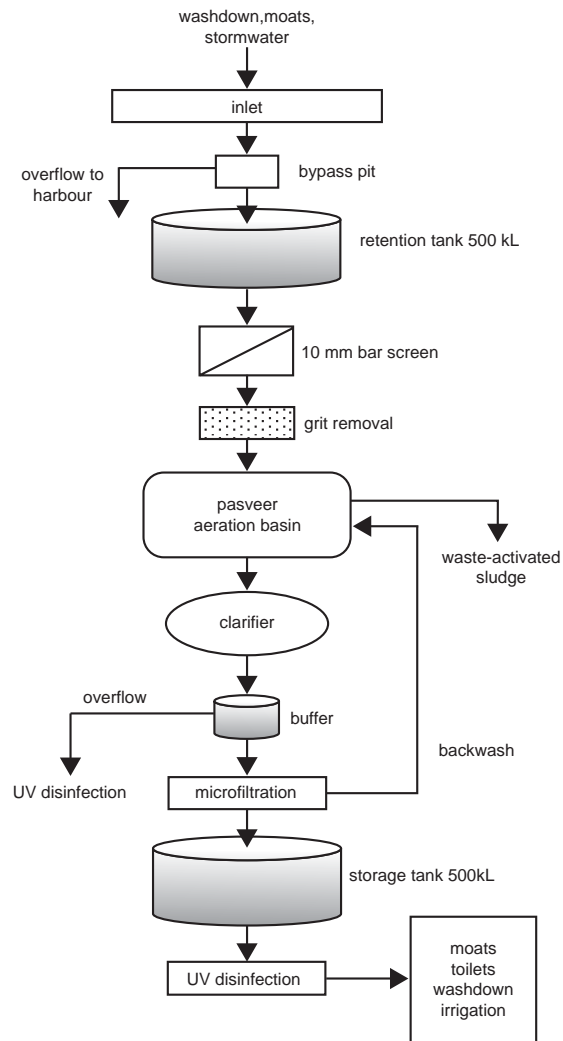 washdown,moats,
stormwater
inlet
overflow to
harbour
bypass pit
retention tank 500 kL
10 mm bar screen
grit removal
pasveer
aeration basin
waste-activated
sludge
clarifier
overflow
buffer
backwash
UV disinfection
microfiltration
storage tank 500kL
UV disinfection
moats
toilets
washdown
irrigation